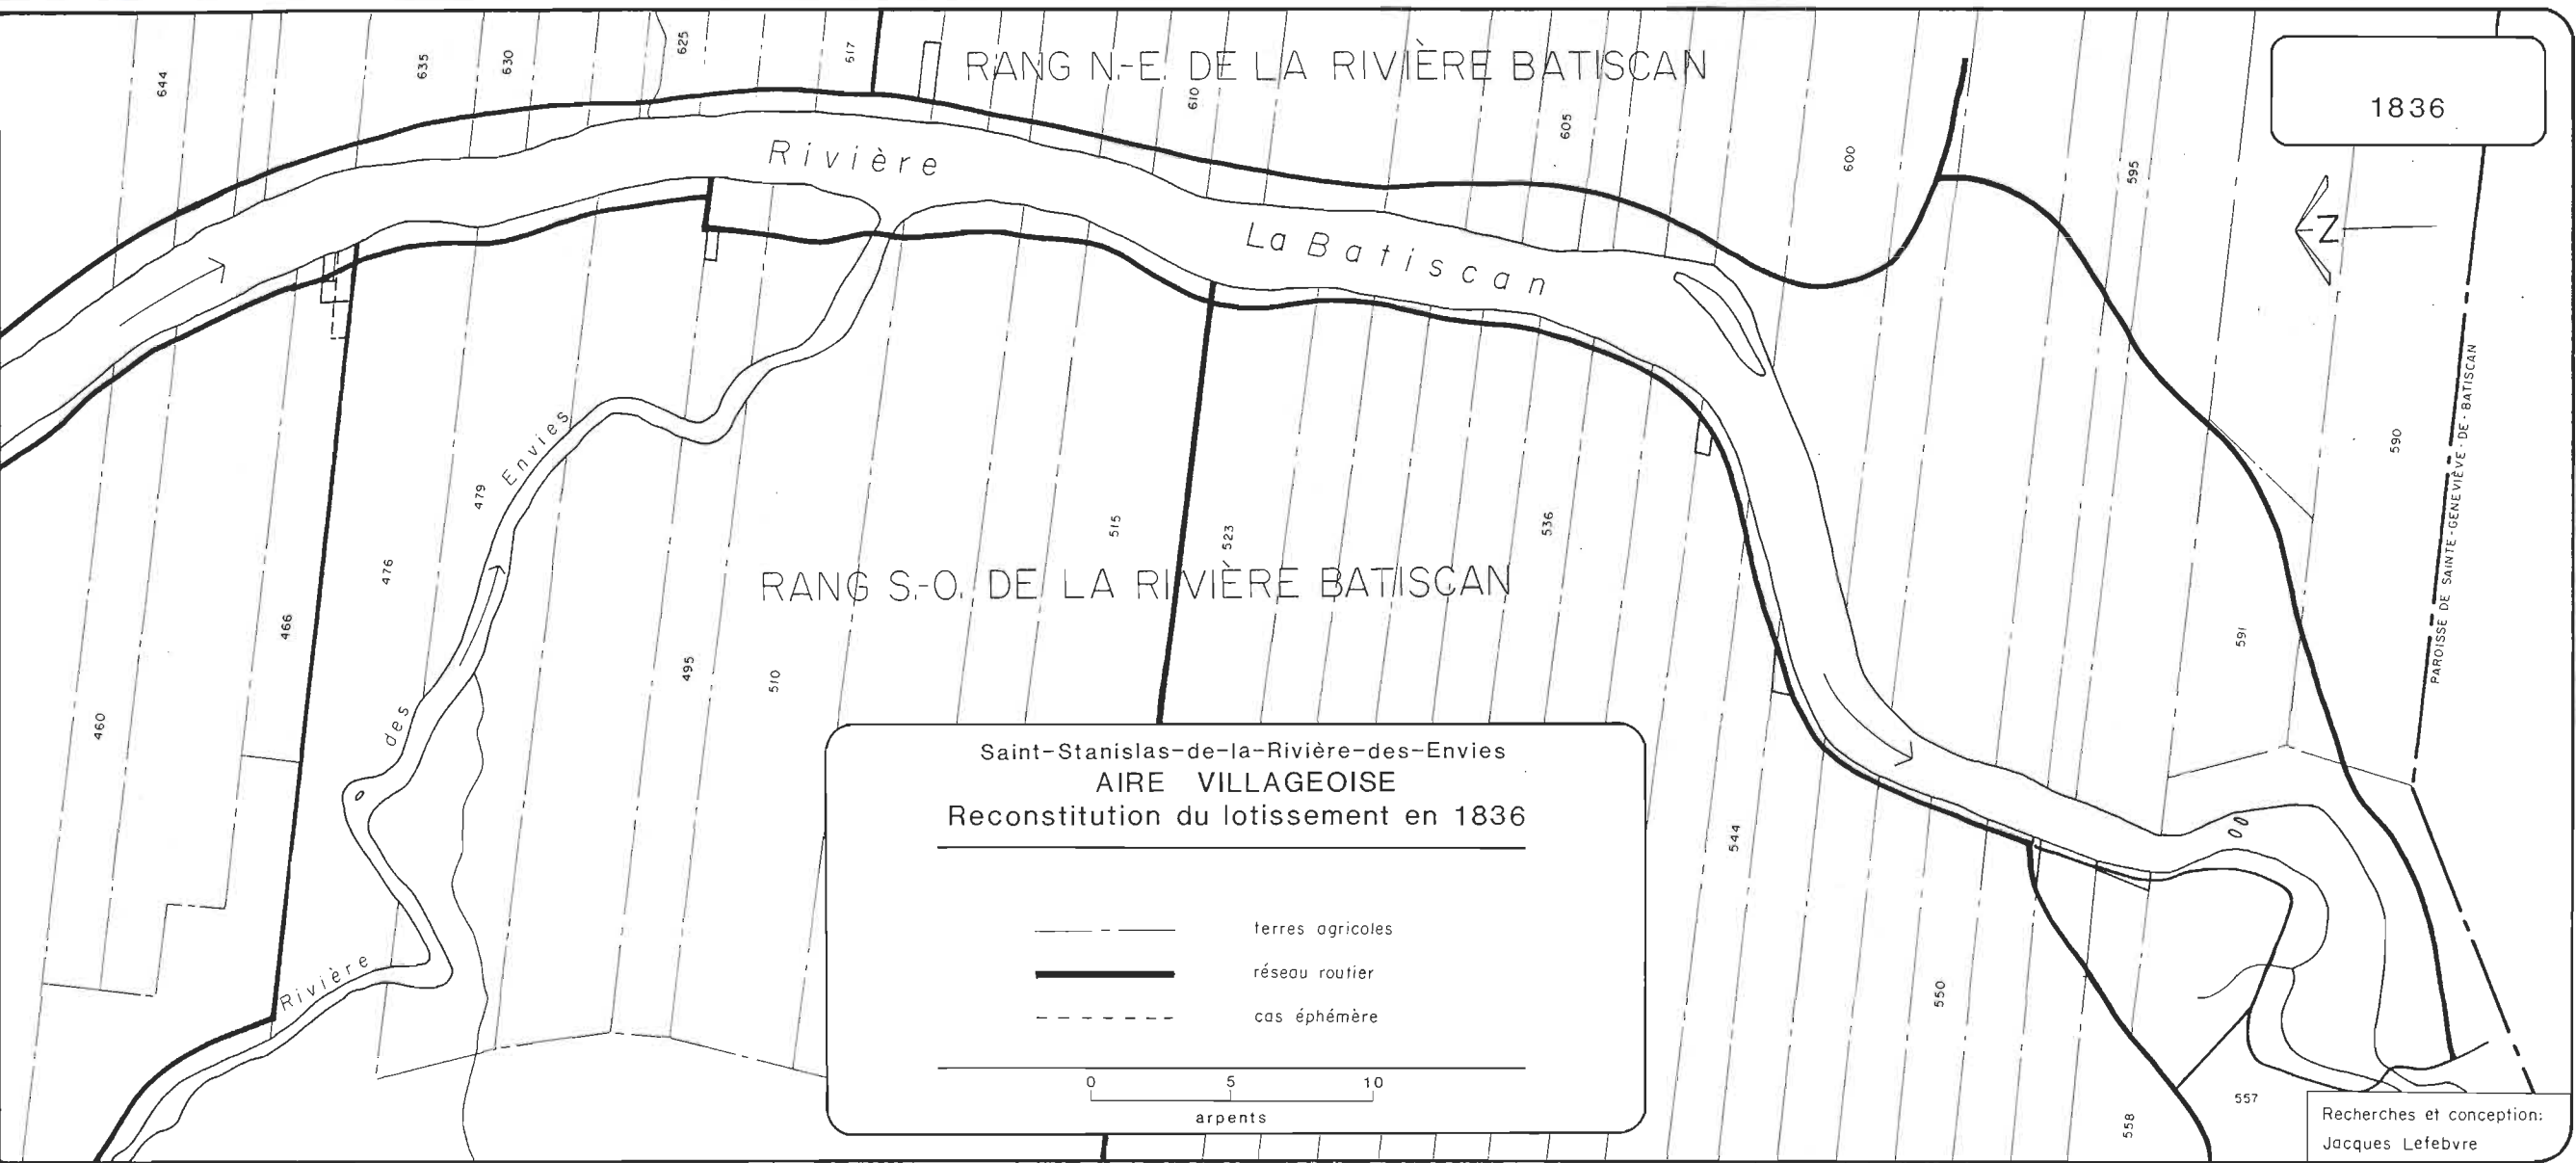 644
635
630
625
617
RANG N.-E. DE LA RIVIÈRE BATISCAN
610
605
600
595
1836
Rivière
La Batiscan
N
PAROISSE DE SAINTE-GENEVIÈVE-DE-BATISCAN
590
591
460
466
476
479
Rivière
des
Envies
495
510
515
523
536
544
550
558
557
RANG S.-O. DE LA RIVIÈRE BATISCAN
Saint-Stanislas-de-la-Rivière-des-Envies
AIRE VILLAGEOISE
Reconstitution du lotissement en 1836
terres agricoles
réseau routier
cas éphémère
0 5 10
arpents
Recherches et conception:
Jacques Lefebvre